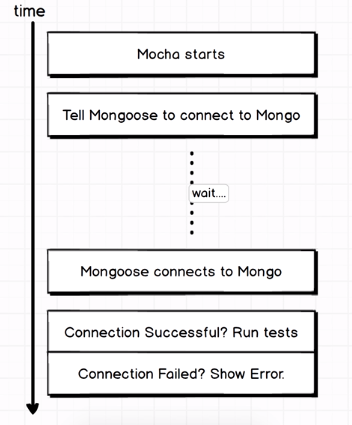 time
Mocha starts
Tell Mongoose to connect to Mongo
wait....
Mongoose connects to Mongo
Connection Successful? Run tests
Connection Failed? Show Error.